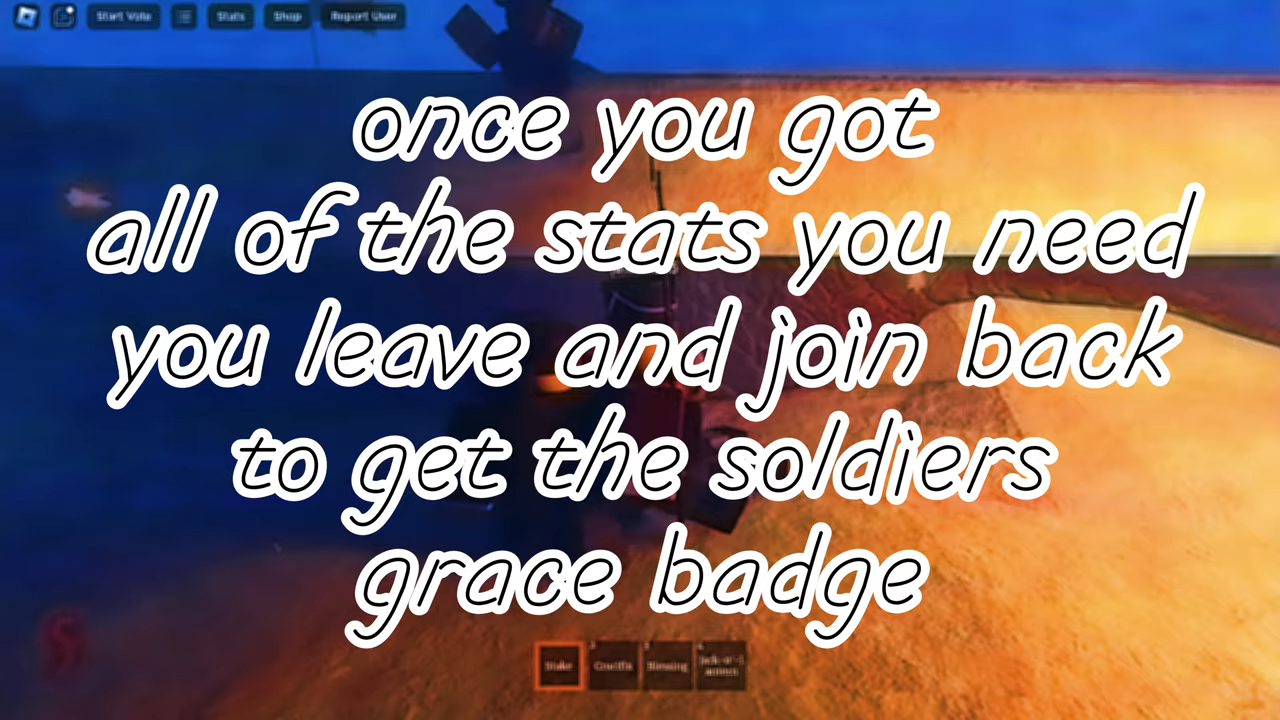 Start Vote
Stats
Shop
Report User
once you got
all of the stats you need
you leave and join back
to get the soldiers
grace badge
Stake
Crucifix
Blessing